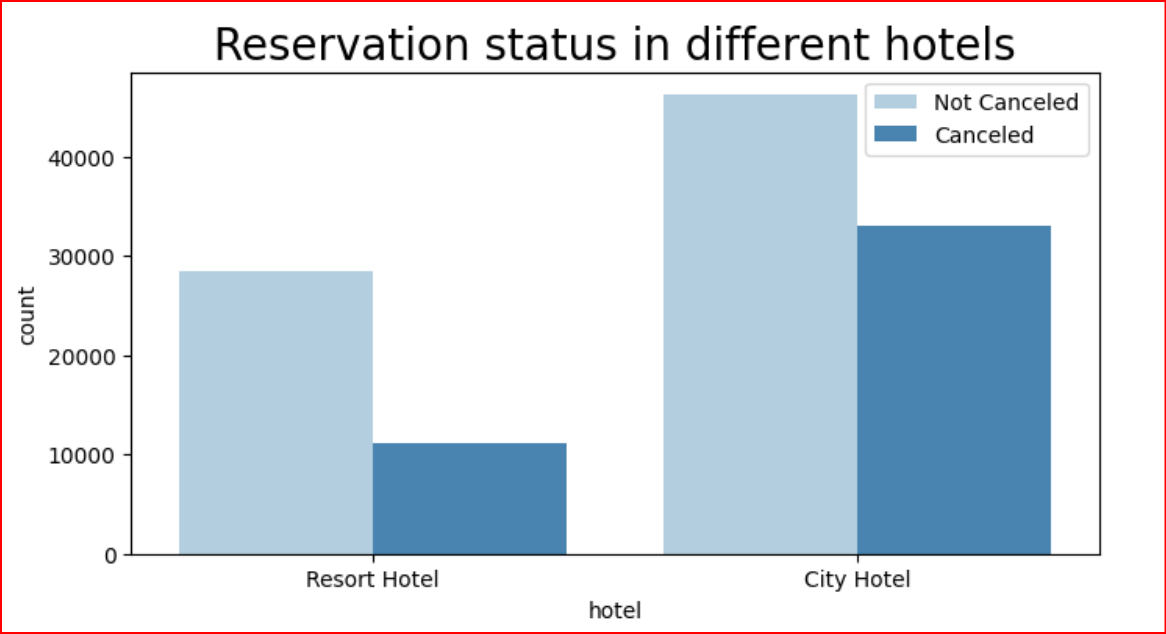 Reservation status in different hotels
Not Canceled
Canceled
40000
30000
20000
10000
0
count
Resort Hotel
City Hotel
hotel